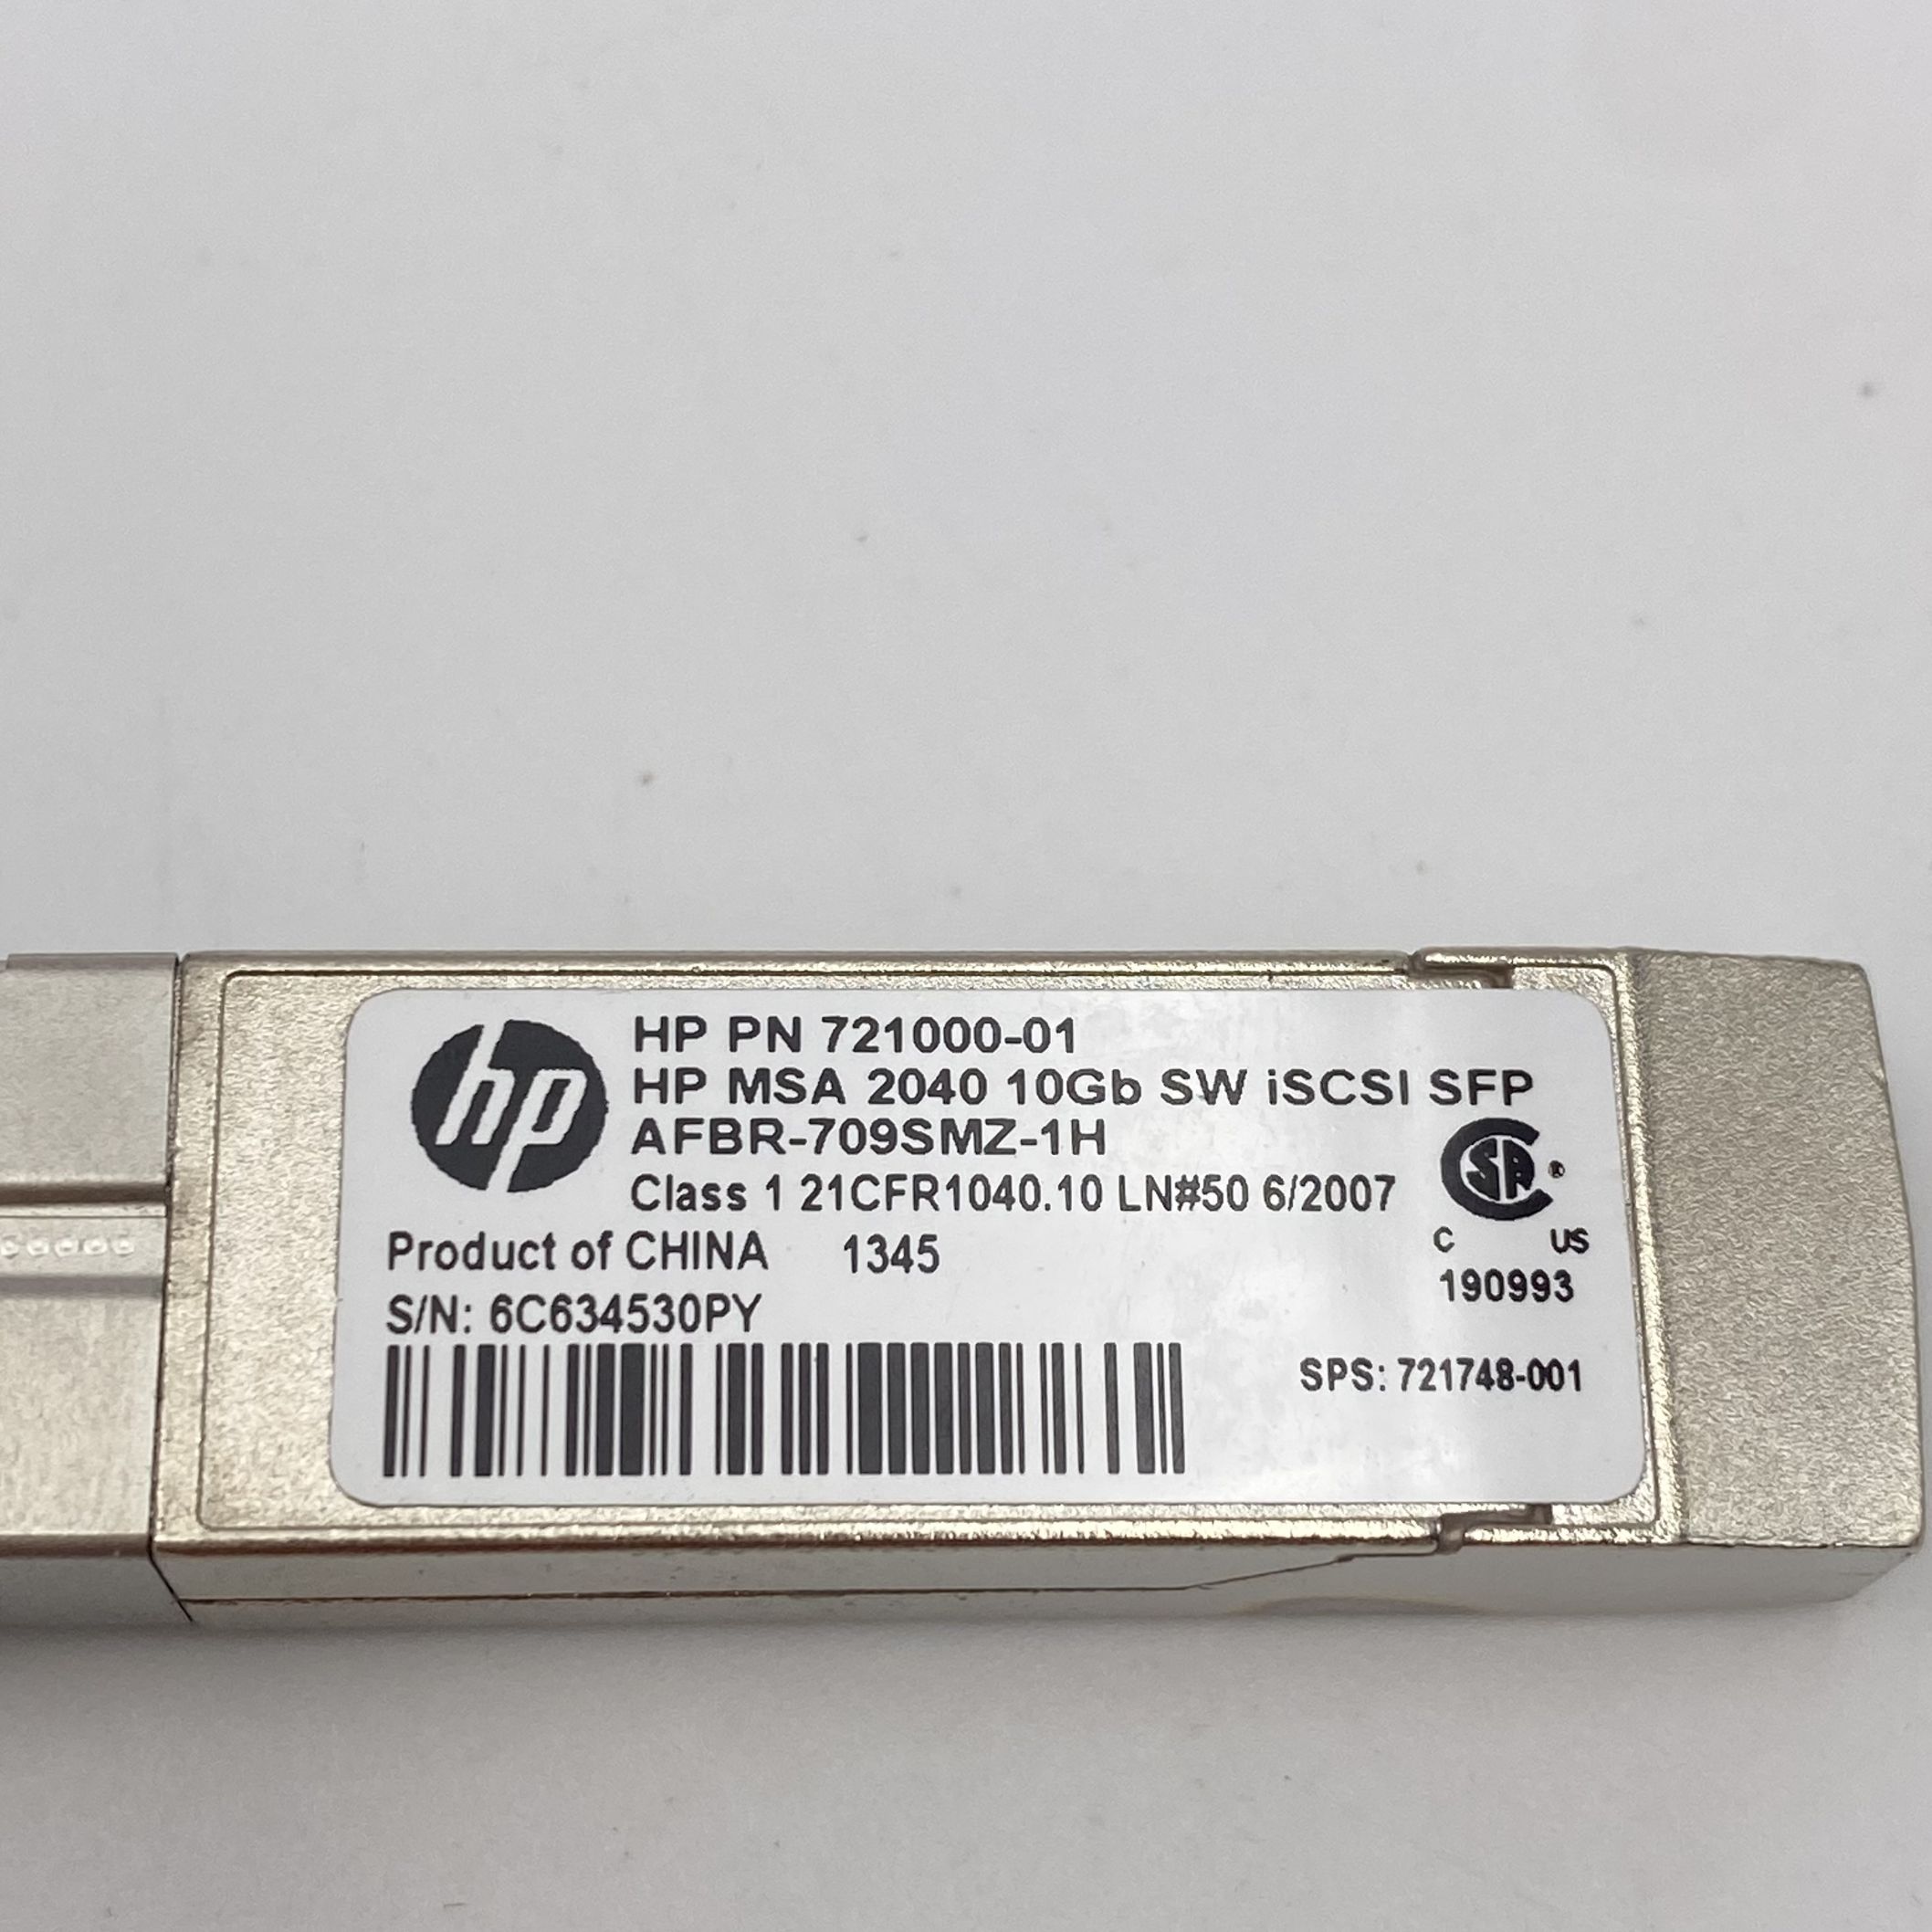 hp
HP PN 721000-01
HP MSA 2040 10Gb SW iSCSI SFP
AFBR-709SMZ-1H
Class 1 21CFR1040.10 LN#50 6/2007
SA
C US
190993
Product of CHINA 1345
S/N: 6C634530PY
SPS: 721748-001